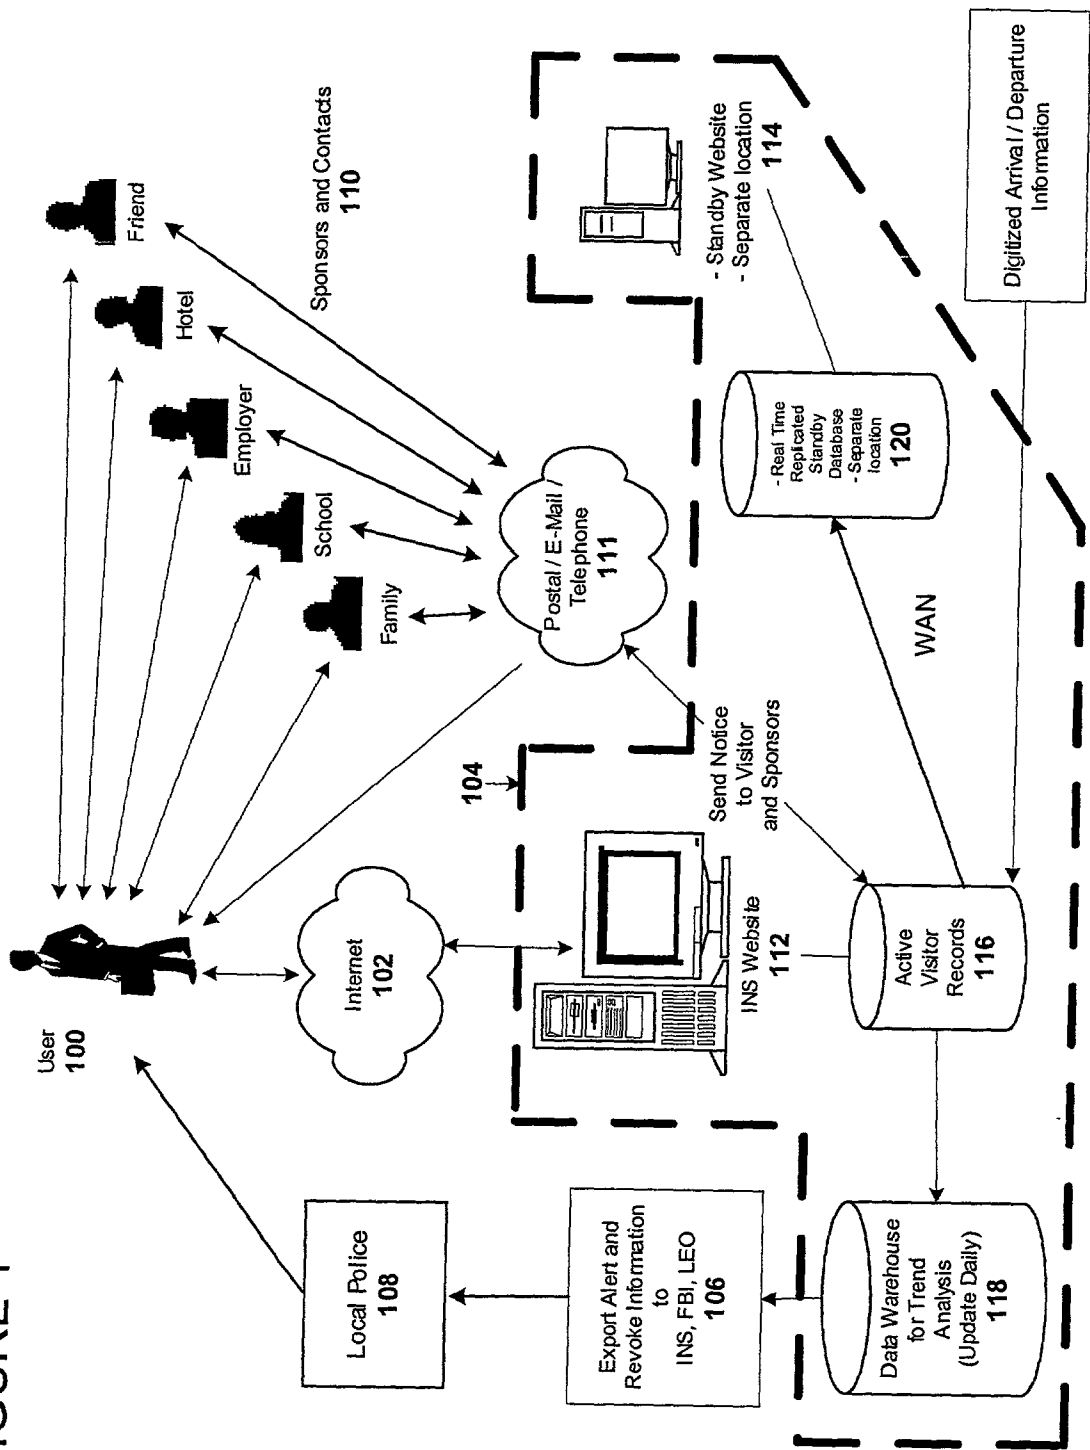 FIGURE 1
User
100
Friend
Hotel
Employer
School
Family
Sponsors and Contacts
110
Internet
102
Postal / E-Mail /
Telephone
111
Local Police
108
104
Export Alert and
Revoke Information
to
INS, FBI, LEO
106
INS Website
112
Send Notice
to Visitor
and Sponsors
- Standby Website
- Separate location
114
- Real Time
Replicated
Standby
Database
- Separate
location
120
WAN
Active
Visitor
Records
116
Data Warehouse
for Trend
Analysis
(Update Daily)
118
Digitized Arrival / Departure
Information